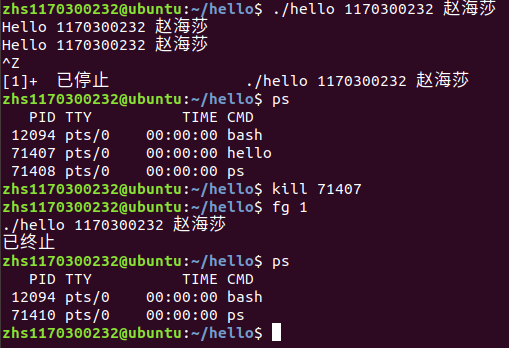 zhs1170300232@ubuntu:~/hello$ ./hello 1170300232 赵海莎
Hello 1170300232 赵海莎
Hello 1170300232 赵海莎
^Z
[1]+  已停止               ./hello 1170300232 赵海莎
zhs1170300232@ubuntu:~/hello$ ps
   PID TTY          TIME CMD
 12094 pts/0    00:00:00 bash
 71407 pts/0    00:00:00 hello
 71408 pts/0    00:00:00 ps
zhs1170300232@ubuntu:~/hello$ kill 71407
zhs1170300232@ubuntu:~/hello$ fg 1
./hello 1170300232 赵海莎
已终止
zhs1170300232@ubuntu:~/hello$ ps
   PID TTY          TIME CMD
 12094 pts/0    00:00:00 bash
 71410 pts/0    00:00:00 ps
zhs1170300232@ubuntu:~/hello$